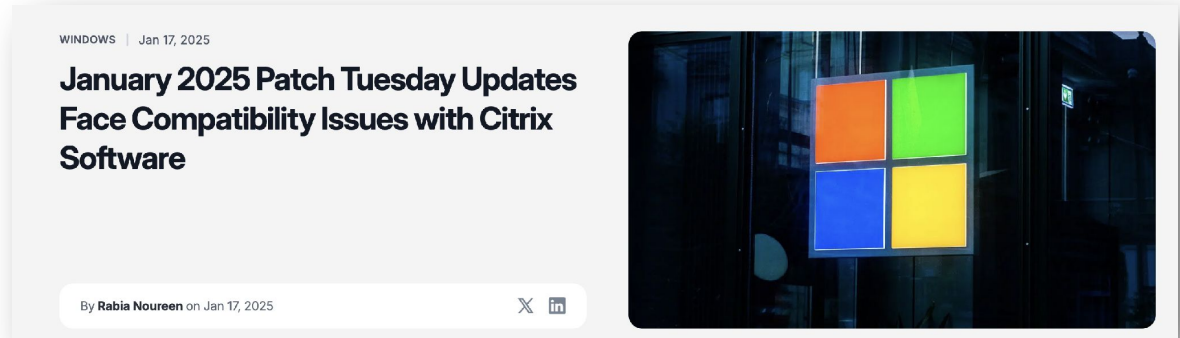 WINDOWS | Jan 17, 2025
January 2025 Patch Tuesday Updates
Face Compatibility Issues with Citrix
Software
By Rabia Noureen on Jan 17, 2025